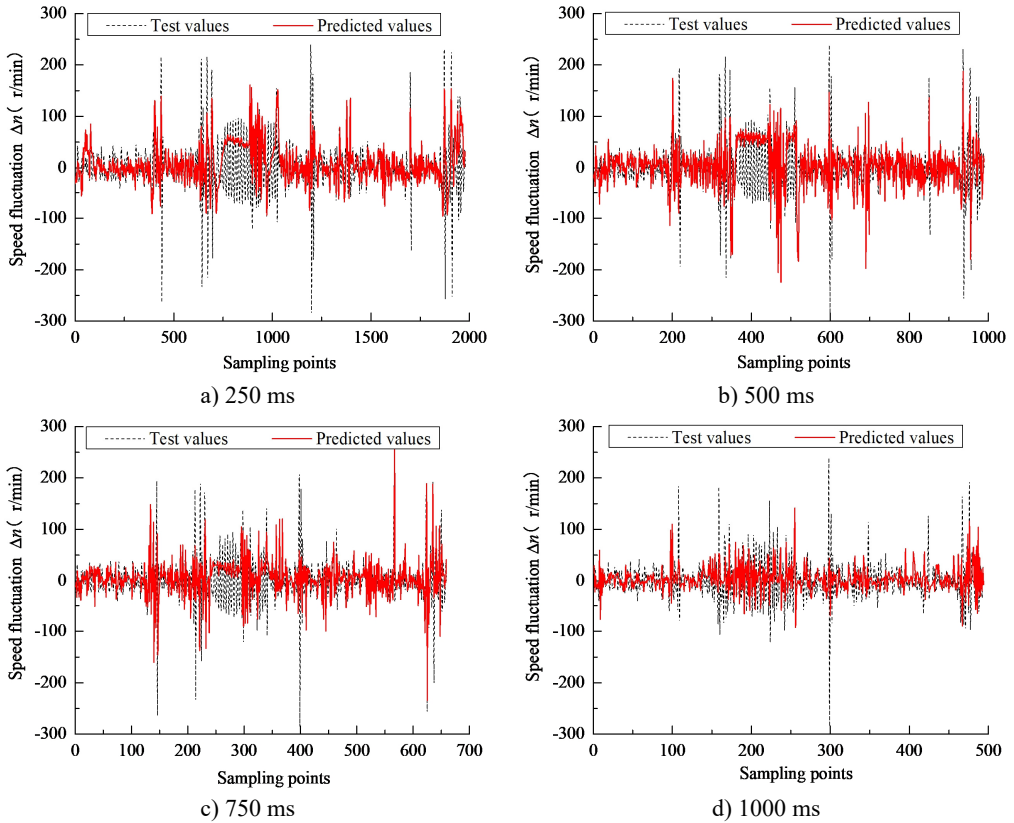 Test values Predicted values
Speed fluctuation Δn( r/min)
300
200
100
0
-100
-200
-300
0 500 1000 1500 2000
Sampling points
a) 250 ms
Test values Predicted values
Speed fluctuation Δn( r/min)
300
200
100
0
-100
-200
-300
0 200 400 600 800 1000
Sampling points
b) 500 ms
Test values Predicted values
Speed fluctuation Δn( r/min)
300
200
100
0
-100
-200
-300
0 100 200 300 400 500 600 700
Sampling points
c) 750 ms
Test values Predicted values
Speed fluctuation Δn( r/min)
300
200
100
0
-100
-200
-300
0 100 200 300 400 500
Sampling points
d) 1000 ms